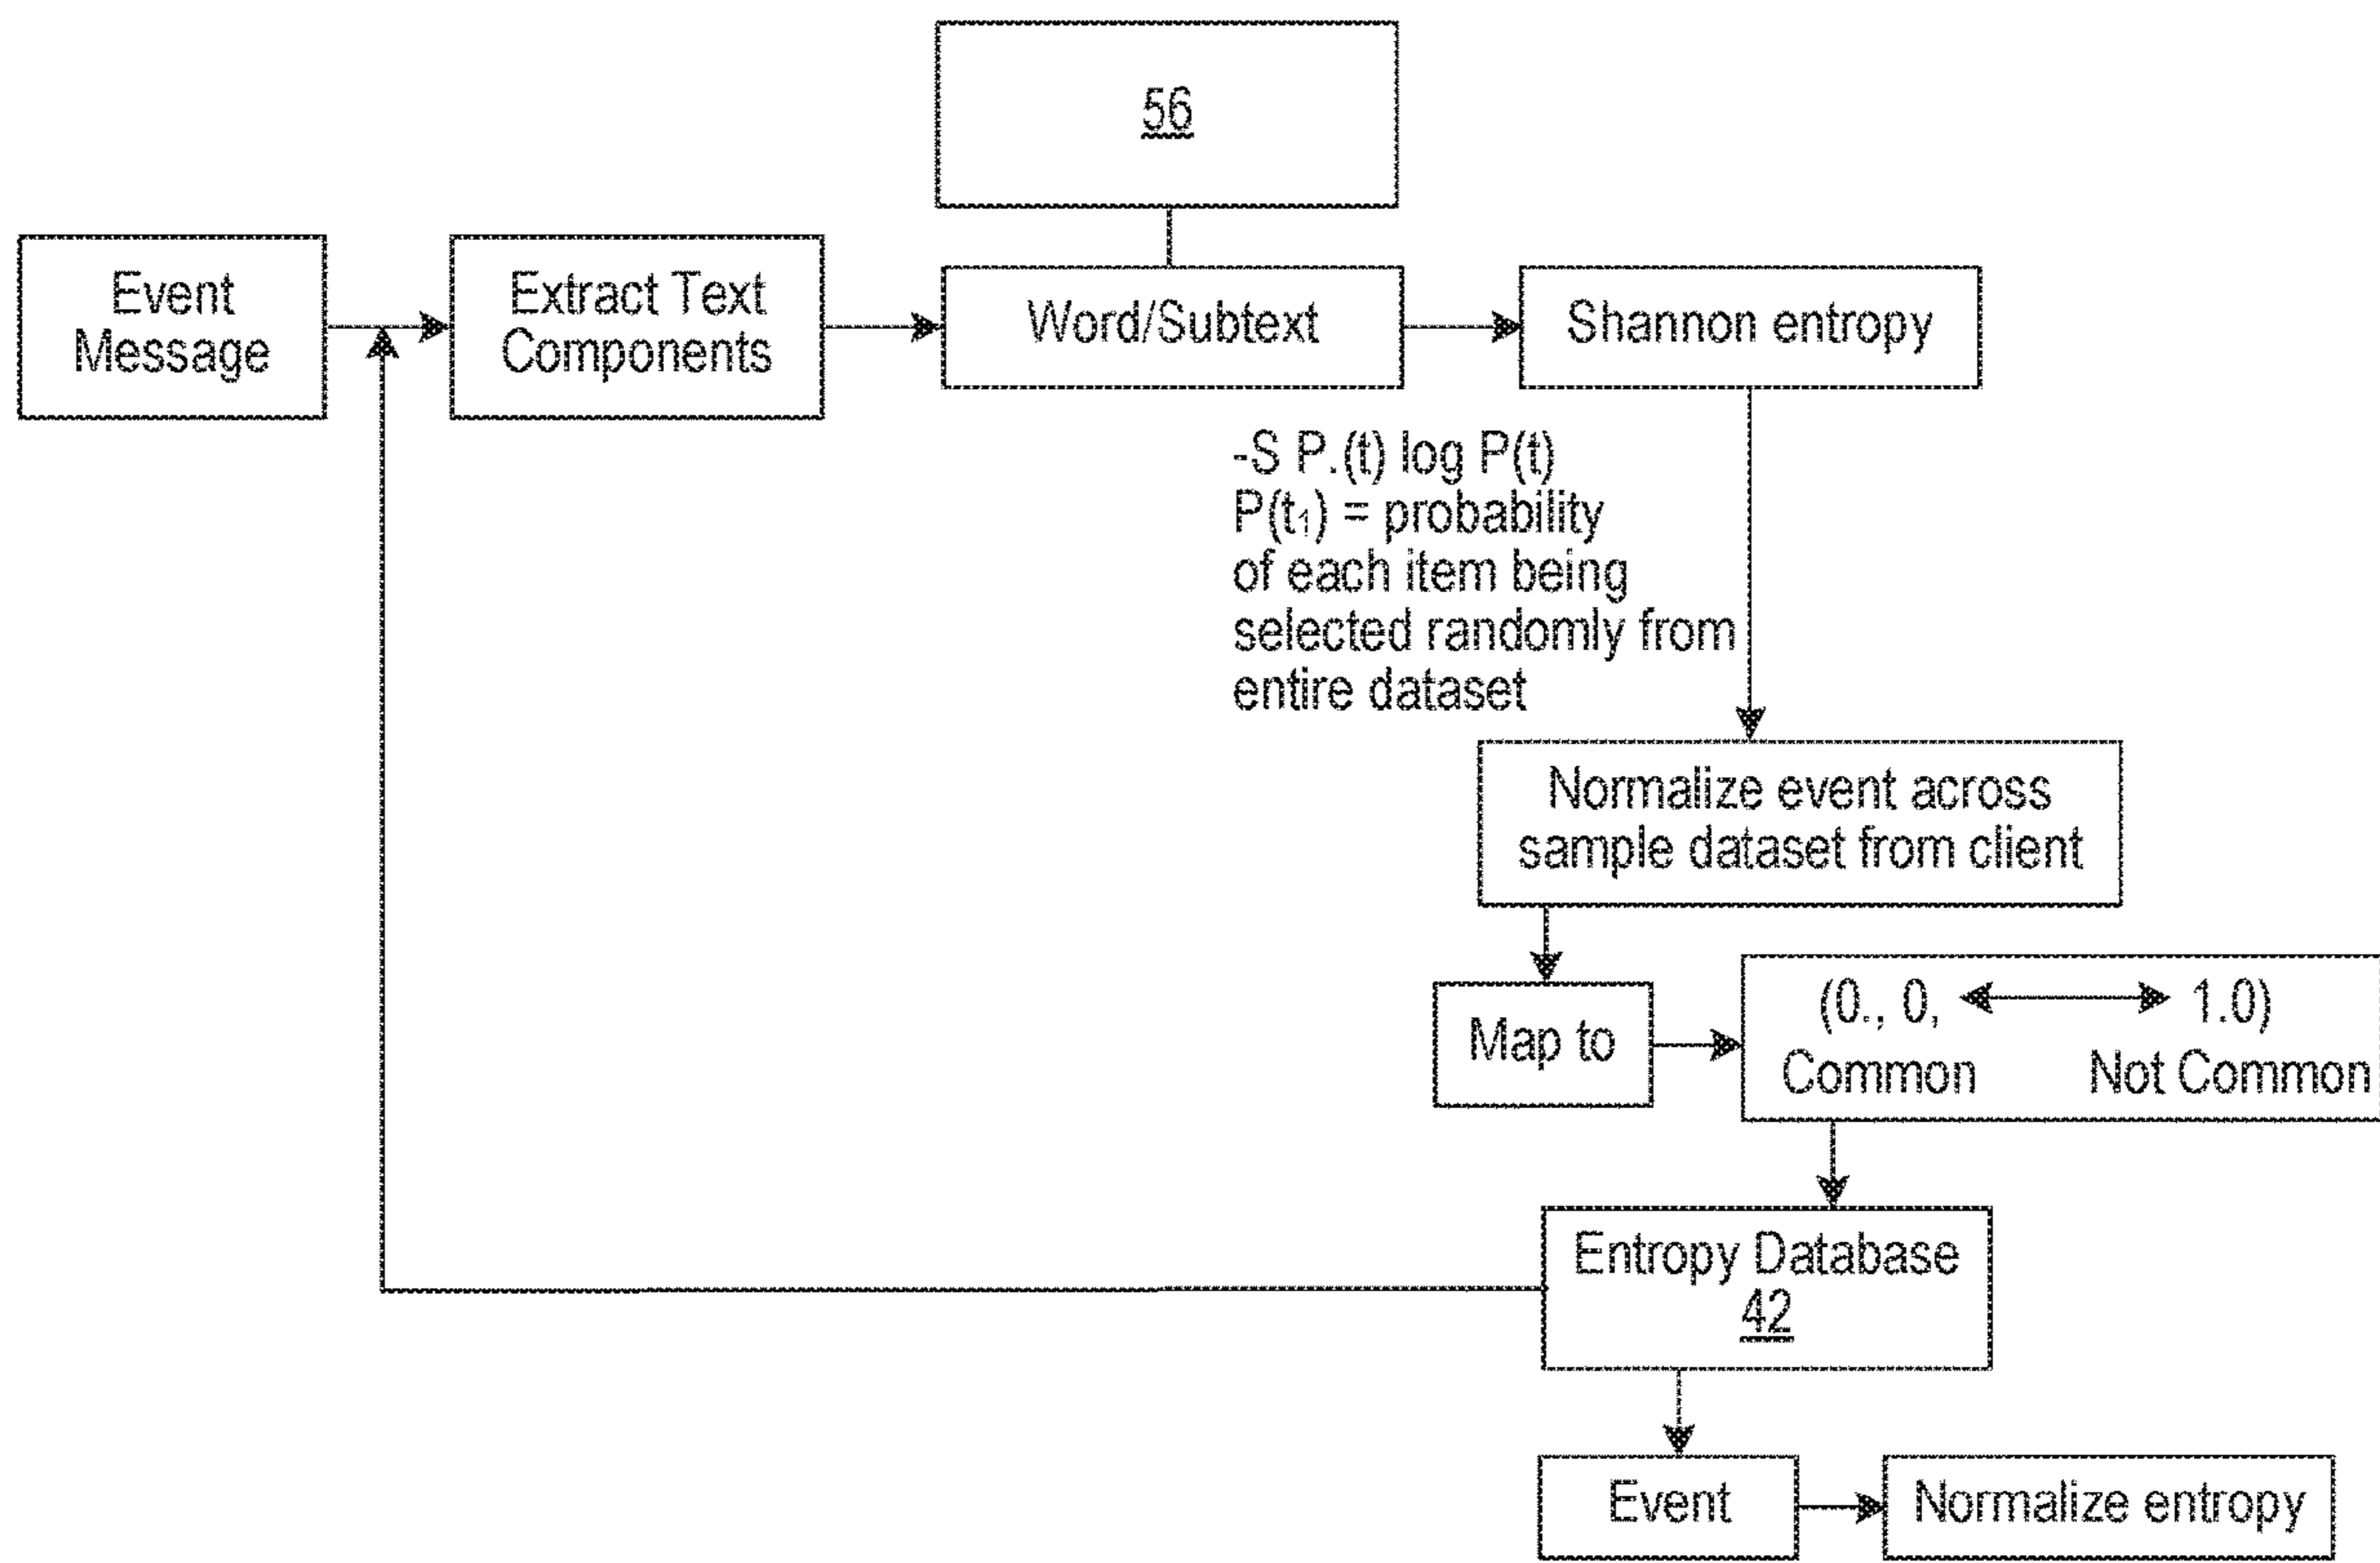 56
Event
Message
Extract Text
Components
Word/Subtext
Shannon entropy
-S P.(t) log P(t)
P(t₁) = probability
of each item being
selected randomly from
entire dataset
Normalize event across
sample dataset from client
Map to
(0., 0, 1.0)
Common Not Common
Entropy Database
42
Event
Normalize entropy